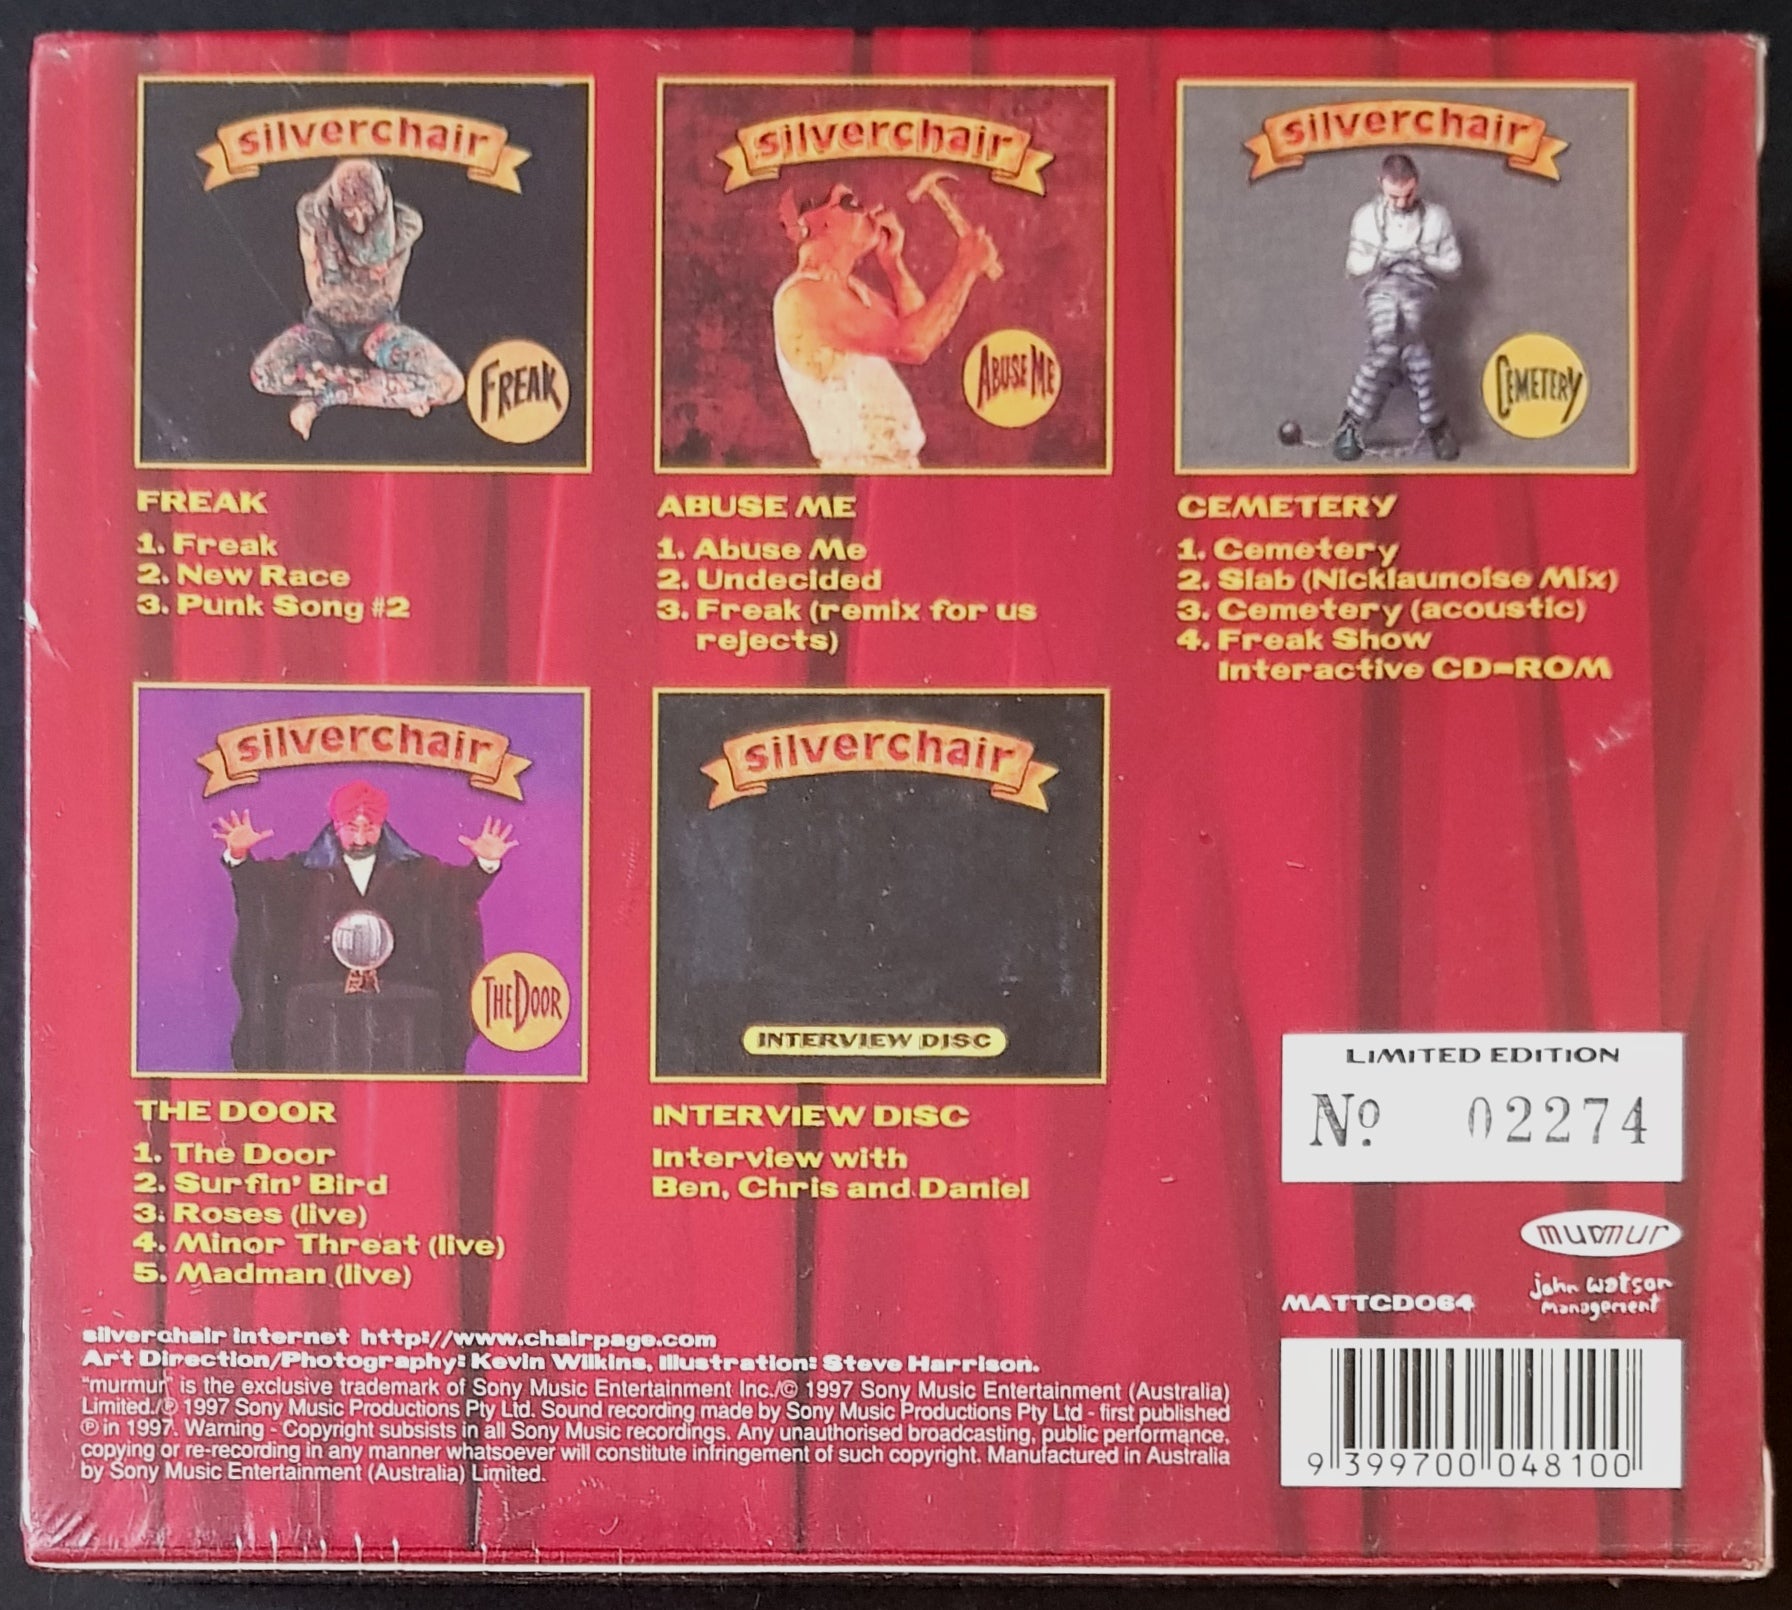 silverchair
FREAK
FREAK
1. Freak
2. New Race
3. Punk Song #2
silverchair
ABUSE ME
ABUSE ME
1. Abuse Me
2. Undecided
3. Freak (remix for us
rejects)
silverchair
CEMETERY
CEMETERY
1. Cemetery
2. Slab (Nicklaunoise Mix)
3. Cemetery (acoustic)
4. Freak Show
Interactive CD-ROM
silverchair
THE DOOR
THE DOOR
1. The Door
2. Surfin' Bird
3. Roses (live)
4. Minor Threat (live)
5. Madman (live)
silverchair
INTERVIEW DISC
INTERVIEW DISC
Interview with
Ben, Chris and Daniel
silverchair internet http://www.chairpage.com
Art Direction/Photography: Kevin Wilkins, Illustration: Steve Harrison.
"murmur" is the exclusive trademark of Sony Music Entertainment Inc./© 1997 Sony Music Entertainment (Australia)
Limited./℗ 1997 Sony Music Productions Pty Ltd. Sound recording made by Sony Music Productions Pty Ltd - first published
℗ in 1997. Warning - Copyright subsists in all Sony Music recordings. Any unauthorised broadcasting, public performance,
copying or re-recording in any manner whatsoever will constitute infringement of such copyright. Manufactured in Australia
by Sony Music Entertainment (Australia) Limited.
LIMITED EDITION
Nº 02274
murmur
john watson
management
MATTCD064
9 399700 048100